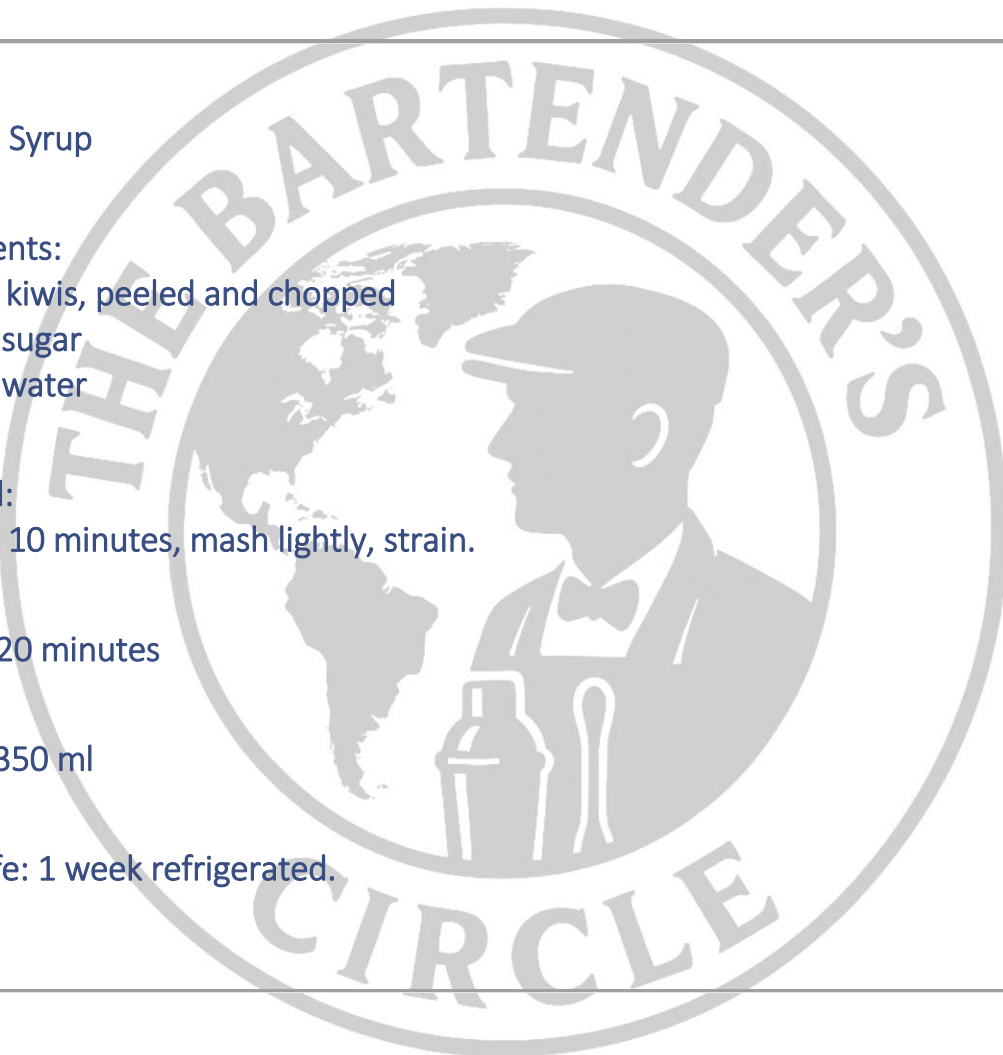 THE BARTENDER'S
Syrup
ents:
kiwis, peeled and chopped
sugar
water
l:
10 minutes, mash lightly, strain.
20 minutes
350 ml
fe: 1 week refrigerated.
CIRCLE